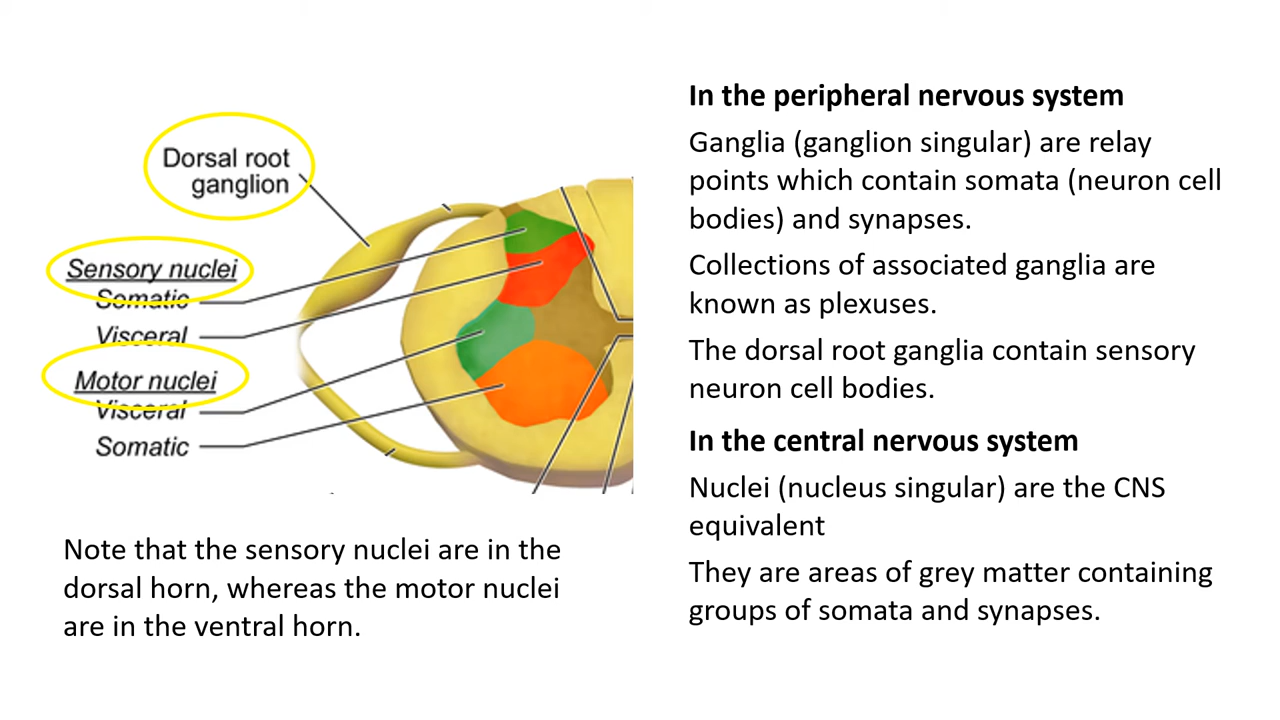 Dorsal root
ganglion
Sensory nuclei
Somatic
Visceral
Motor nuclei
Visceral
Somatic
Note that the sensory nuclei are in the
dorsal horn, whereas the motor nuclei
are in the ventral horn.
In the peripheral nervous system
Ganglia (ganglion singular) are relay
points which contain somata (neuron cell
bodies) and synapses.
Collections of associated ganglia are
known as plexuses.
The dorsal root ganglia contain sensory
neuron cell bodies.
In the central nervous system
Nuclei (nucleus singular) are the CNS
equivalent
They are areas of grey matter containing
groups of somata and synapses.